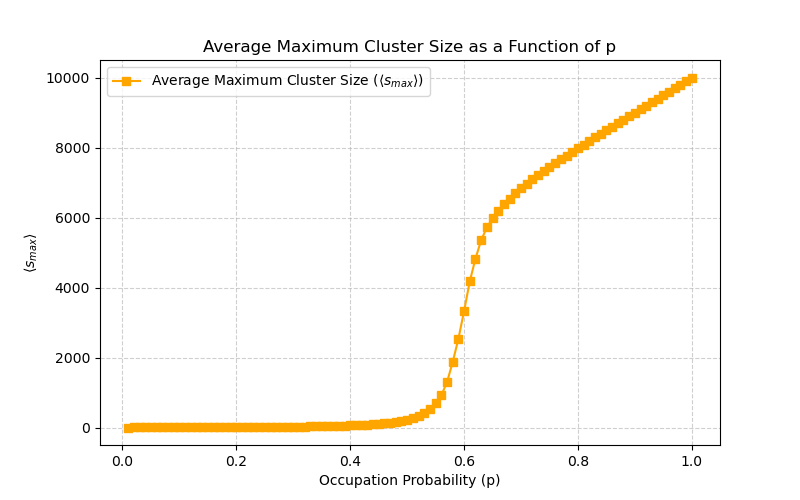 Average Maximum Cluster Size as a Function of p
Average Maximum Cluster Size (⟨s_max⟩)
⟨s_max⟩
10000
8000
6000
4000
2000
0
0.0 0.2 0.4 0.6 0.8 1.0
Occupation Probability (p)